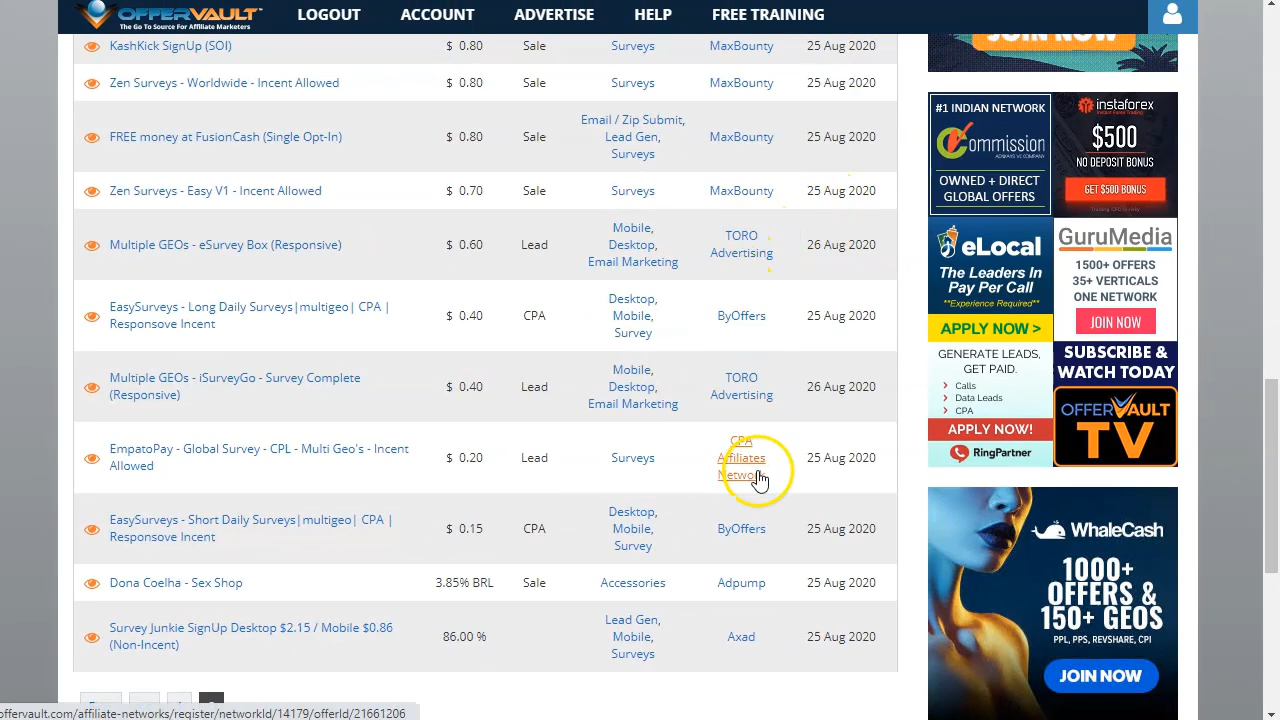 OFFERVAULT
The Go To Source For Affiliate Marketers
LOGOUT
ACCOUNT
ADVERTISE
HELP
FREE TRAINING
KashKick SignUp (SOI)
$ 0.80
Sale
Surveys
MaxBounty
25 Aug 2020
Zen Surveys - Worldwide - Incent Allowed
$ 0.80
Sale
Surveys
MaxBounty
25 Aug 2020
FREE money at FusionCash (Single Opt-In)
$ 0.80
Sale
Email / Zip Submit,
Lead Gen,
Surveys
MaxBounty
25 Aug 2020
Zen Surveys - Easy V1 - Incent Allowed
$ 0.70
Sale
Surveys
MaxBounty
25 Aug 2020
Multiple GEOs - eSurvey Box (Responsive)
$ 0.60
Lead
Mobile,
Desktop,
Email Marketing
TORO
Advertising
26 Aug 2020
EasySurveys - Long Daily Surveys|multigeo| CPA |
Responsove Incent
$ 0.40
CPA
Desktop,
Mobile,
Survey
ByOffers
25 Aug 2020
Multiple GEOs - iSurveyGo - Survey Complete
(Responsive)
$ 0.40
Lead
Mobile,
Desktop,
Email Marketing
TORO
Advertising
26 Aug 2020
EmpatoPay - Global Survey - CPL - Multi Geo's - Incent
Allowed
$ 0.20
Lead
Surveys
CPA
Affiliates
Network
25 Aug 2020
EasySurveys - Short Daily Surveys|multigeo| CPA |
Responsove Incent
$ 0.15
CPA
Desktop,
Mobile,
Survey
ByOffers
25 Aug 2020
Dona Coelha - Sex Shop
3.85% BRL
Sale
Accessories
Adpump
25 Aug 2020
Survey Junkie SignUp Desktop $2.15 / Mobile $0.86
(Non-Incent)
86.00 %
Lead Gen,
Mobile,
Surveys
Axad
25 Aug 2020
offervault.com/affiliate-networks/register/networkId/14179/offerId/21661206
JOIN NOW
#1 INDIAN NETWORK
Commission
ADWAYS VC COMPANY
OWNED + DIRECT
GLOBAL OFFERS
instaforex
Instant Forex Trading
$500
NO DEPOSIT BONUS
GET $500 BONUS
eLocal
The Leaders in
Pay Per Call
**Experience Required**
APPLY NOW >
GuruMedia
1500+ OFFERS
35+ VERTICALS
ONE NETWORK
JOIN NOW
GENERATE LEADS,
GET PAID.
Calls
Data Leads
CPA
APPLY NOW!
RingPartner
SUBSCRIBE &
WATCH TODAY
OFFERVAULT
TV
WhaleCash
1000+
OFFERS &
150+ GEOS
PPL, PPS, REVSHARE, CPI
JOIN NOW